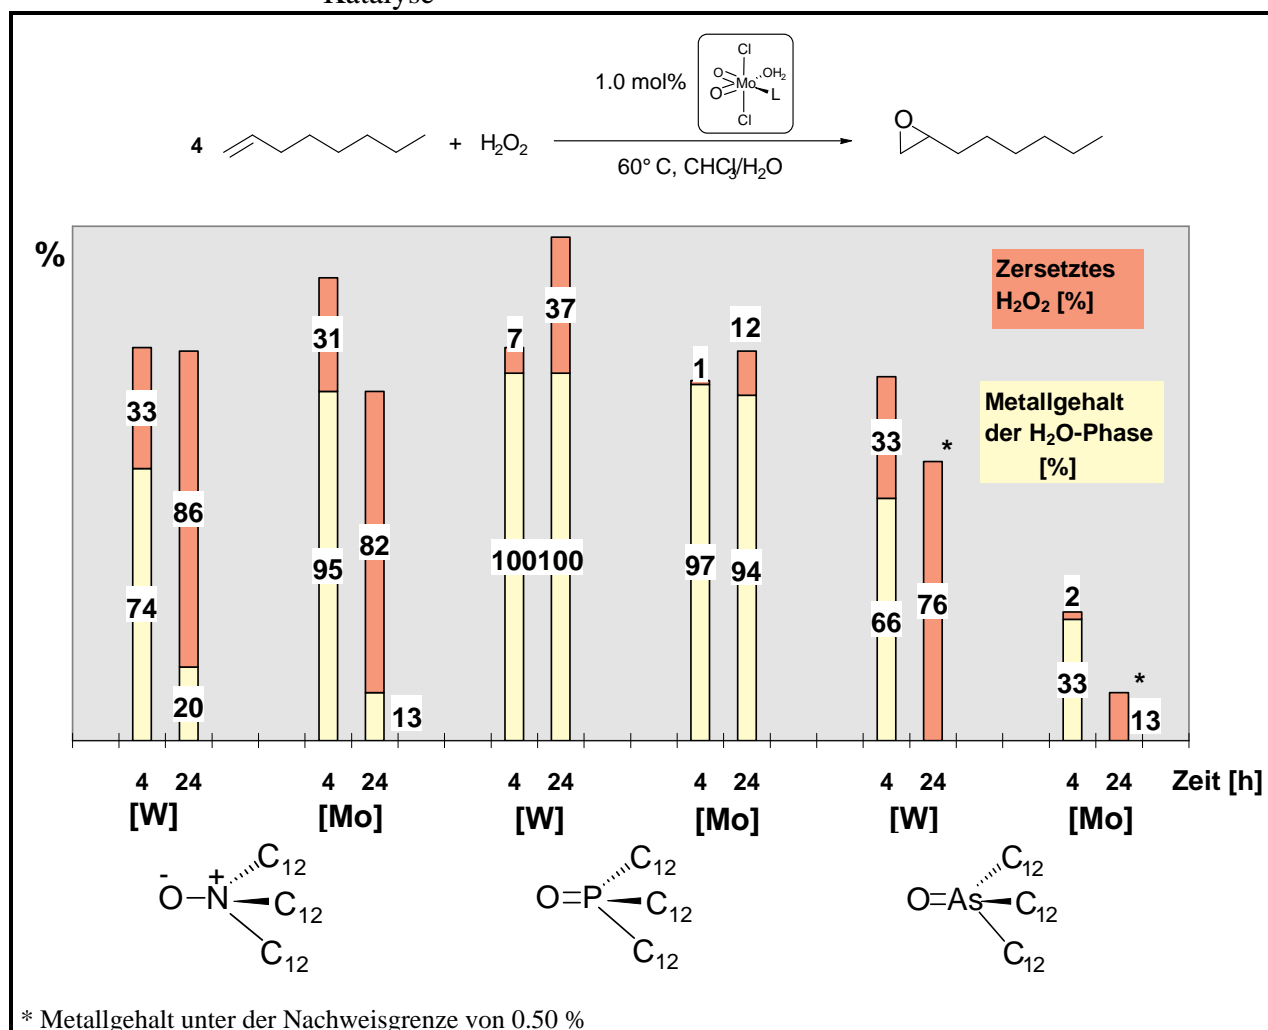 Katalyse
1.0 mol%
Cl
O
O
Mo
OH2
L
Cl
4
+ H2O2
60° C, CHCl3/H2O
O
%
Zersetztes
H2O2 [%]
Metallgehalt
der H2O-Phase
[%]
33
86
74
20
31
82
95
13
7
37
100 100
1
12
97
94
33
*
76
66
2
*
33
13
4 24 4 24 4 24 4 24 4 24 4 24 Zeit [h]
[W] [Mo] [W] [Mo] [W] [Mo]
- + O–N C12 C12 C12
O=P C12 C12 C12
O=As C12 C12 C12
* Metallgehalt unter der Nachweisgrenze von 0.50 %